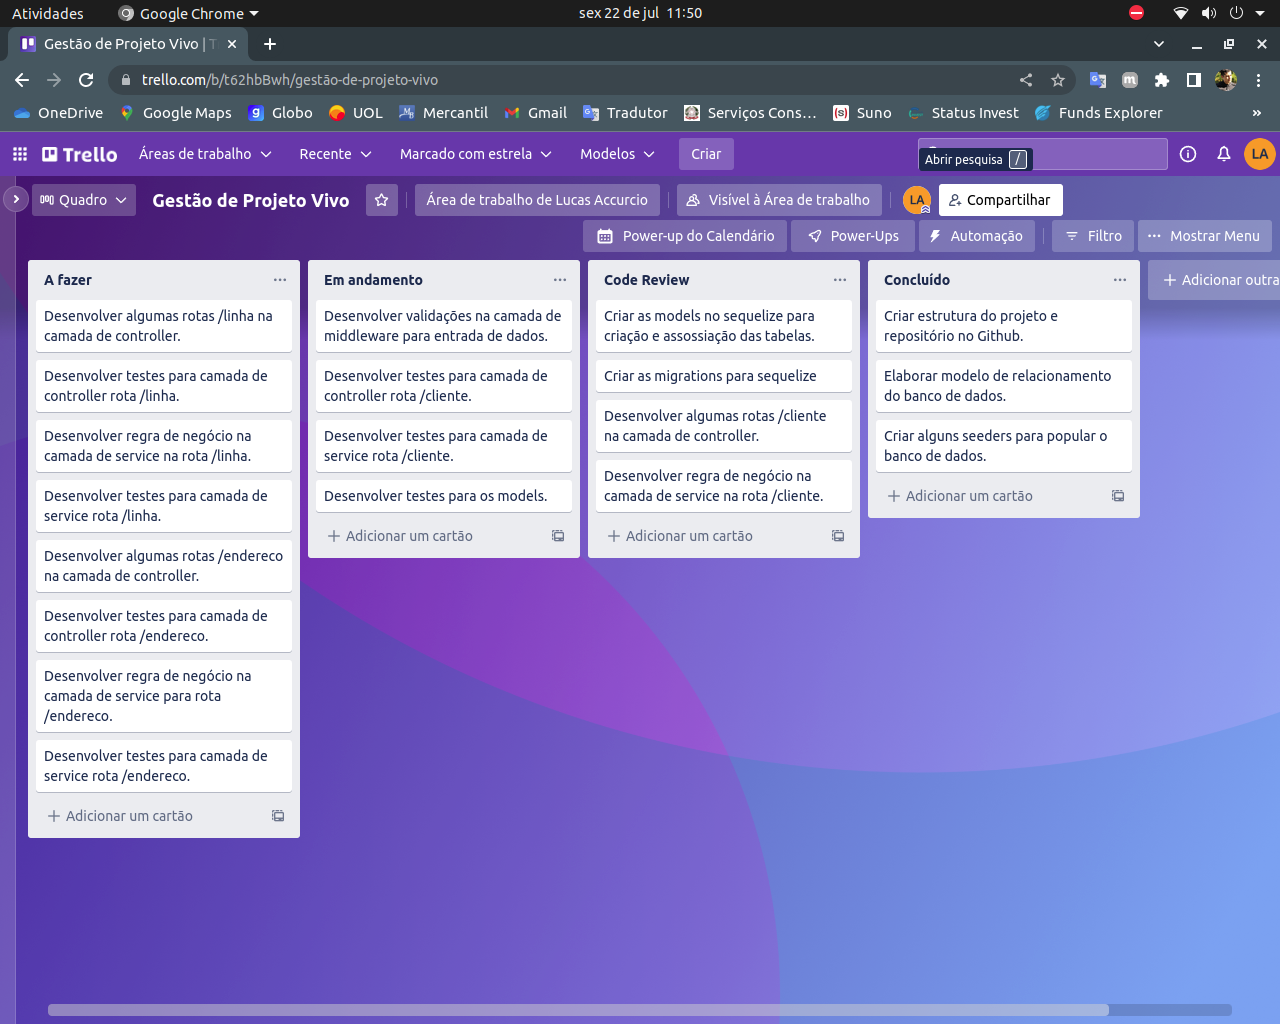 Atividades
Google Chrome
sex 22 de jul 11:50
Gestão de Projeto Vivo | T
trello.com/b/t62hbBwh/gestão-de-projeto-vivo
OneDrive
Google Maps
Globo
UOL
Mercantil
Gmail
Tradutor
Serviços Cons…
Suno
Status Invest
Funds Explorer
»
Trello
Áreas de trabalho
Recente
Marcado com estrela
Modelos
Criar
Abrir pesquisa /
LA
Quadro
Gestão de Projeto Vivo
Área de trabalho de Lucas Accurcio
Visível à Área de trabalho
LA
Compartilhar
Power-up do Calendário
Power-Ups
Automação
Filtro
Mostrar Menu
A fazer
Desenvolver algumas rotas /linha na
camada de controller.
Desenvolver testes para camada de
controller rota /linha.
Desenvolver regra de negócio na
camada de service na rota /linha.
Desenvolver testes para camada de
service rota /linha.
Desenvolver algumas rotas /endereco
na camada de controller.
Desenvolver testes para camada de
controller rota /endereco.
Desenvolver regra de negócio na
camada de service para rota
/endereco.
Desenvolver testes para camada de
service rota /endereco.
+ Adicionar um cartão
Em andamento
Desenvolver validações na camada de
middleware para entrada de dados.
Desenvolver testes para camada de
controller rota /cliente.
Desenvolver testes para camada de
service rota /cliente.
Desenvolver testes para os models.
+ Adicionar um cartão
Code Review
Criar as models no sequelize para
criação e assossiação das tabelas.
Criar as migrations para sequelize
Desenvolver algumas rotas /cliente
na camada de controller.
Desenvolver regra de negócio na
camada de service na rota /cliente.
+ Adicionar um cartão
Concluído
Criar estrutura do projeto e
repositório no Github.
Elaborar modelo de relacionamento
do banco de dados.
Criar alguns seeders para popular o
banco de dados.
+ Adicionar um cartão
+ Adicionar outra